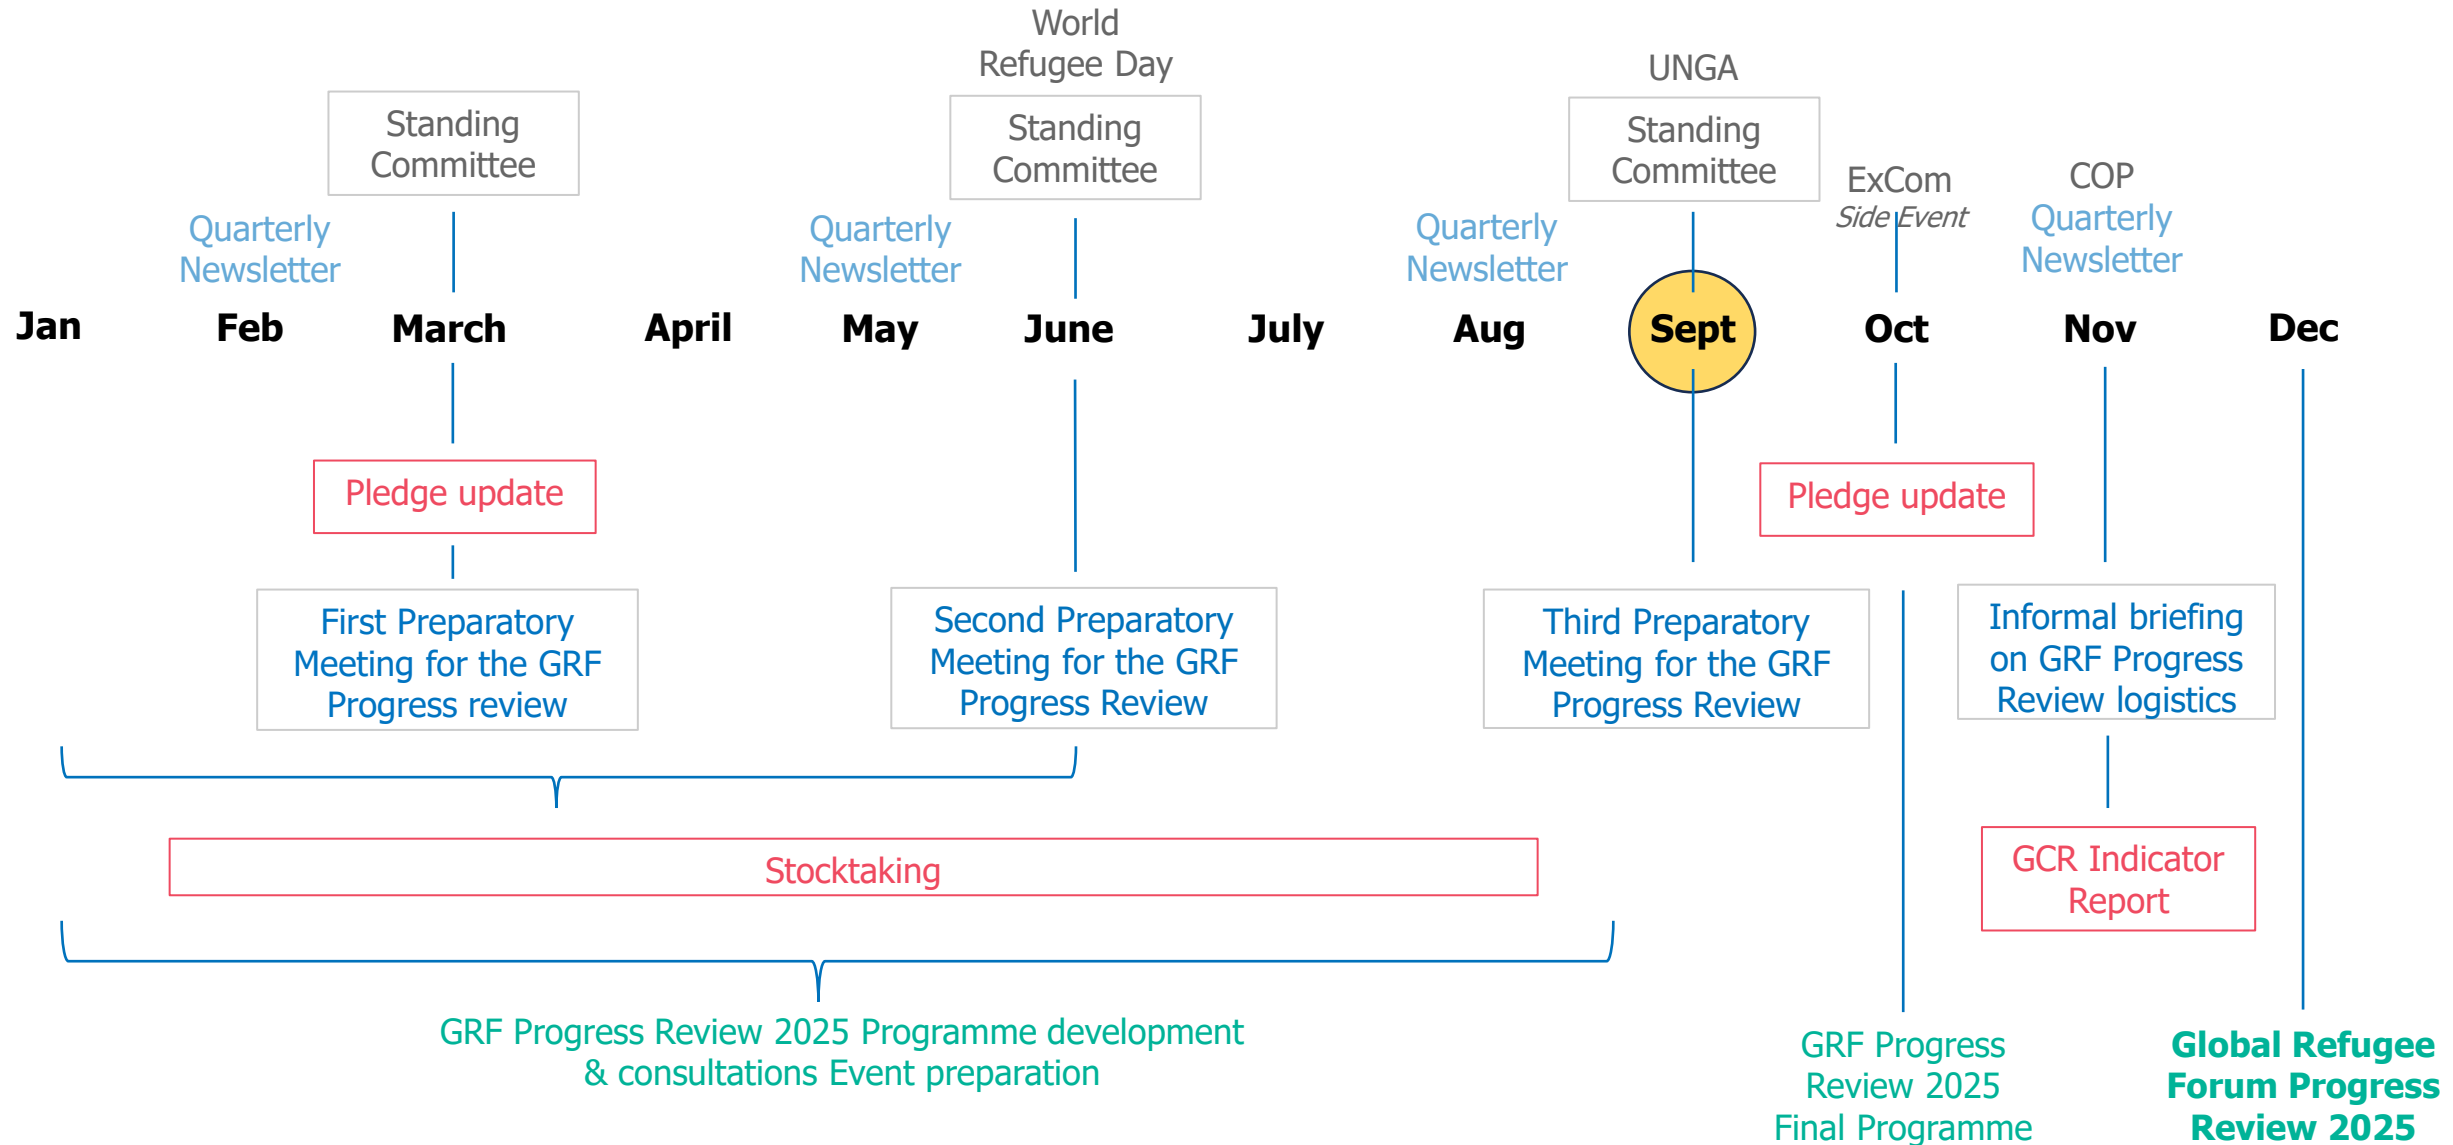 World
Refugee Day
UNGA
Standing
Committee
Standing
Committee
Standing
Committee
ExCom
Side Event
COP
Quarterly
Newsletter
Quarterly
Newsletter
Quarterly
Newsletter
Quarterly
Newsletter
Jan Feb March April May June July Aug Sept Oct Nov Dec
Pledge update
Pledge update
First Preparatory
Meeting for the GRF
Progress review
Second Preparatory
Meeting for the GRF
Progress Review
Third Preparatory
Meeting for the GRF
Progress Review
Informal briefing
on GRF Progress
Review logistics
Stocktaking
GCR Indicator
Report
GRF Progress Review 2025 Programme development
& consultations Event preparation
GRF Progress
Review 2025
Final Programme
Global Refugee
Forum Progress
Review 2025